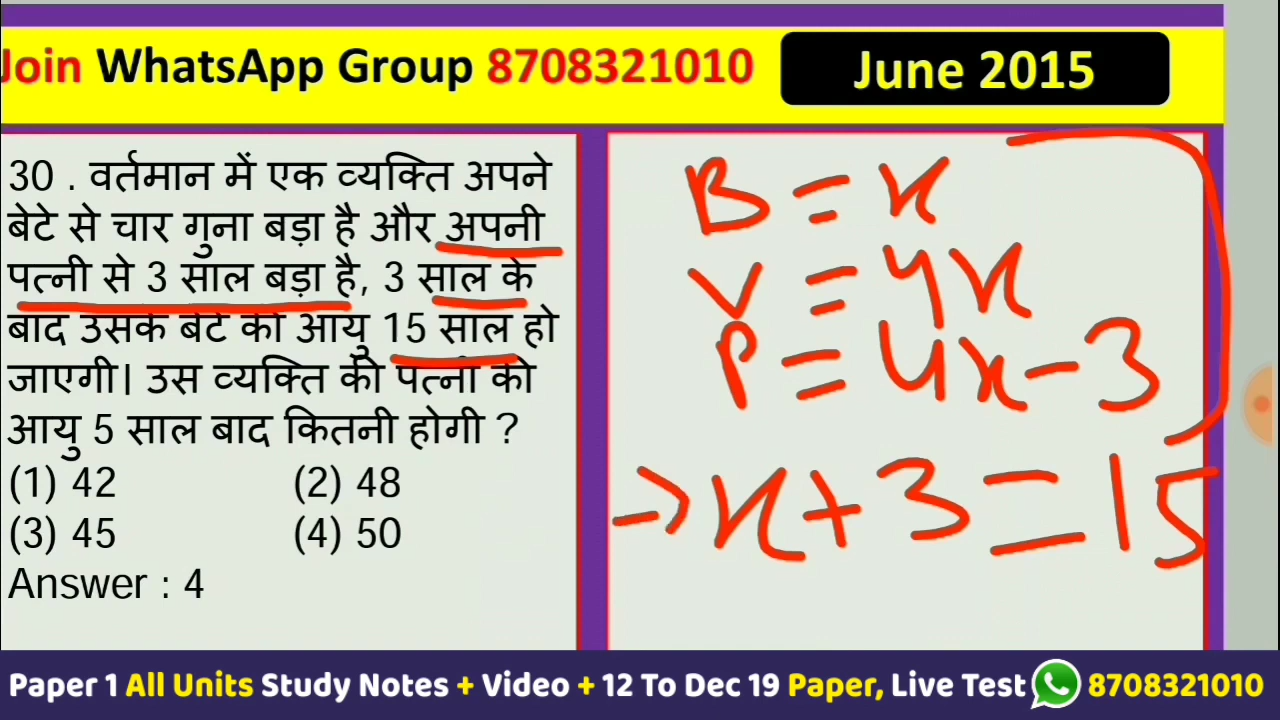 Join WhatsApp Group 8708321010
June 2015
30 . वर्तमान में एक व्यक्ति अपने
बेटे से चार गुना बड़ा है और अपनी
पत्नी से 3 साल बड़ा है, 3 साल के
बाद उसके बेटे की आयु 15 साल हो
जाएगी। उस व्यक्ति की पत्नी की
आयु 5 साल बाद कितनी होगी ?
(1) 42 (2) 48
(3) 45 (4) 50
Answer : 4
B = x
V = 4x
P = 4x-3
→ x+3=15
Paper 1 All Units Study Notes + Video + 12 To Dec 19 Paper, Live Test 8708321010